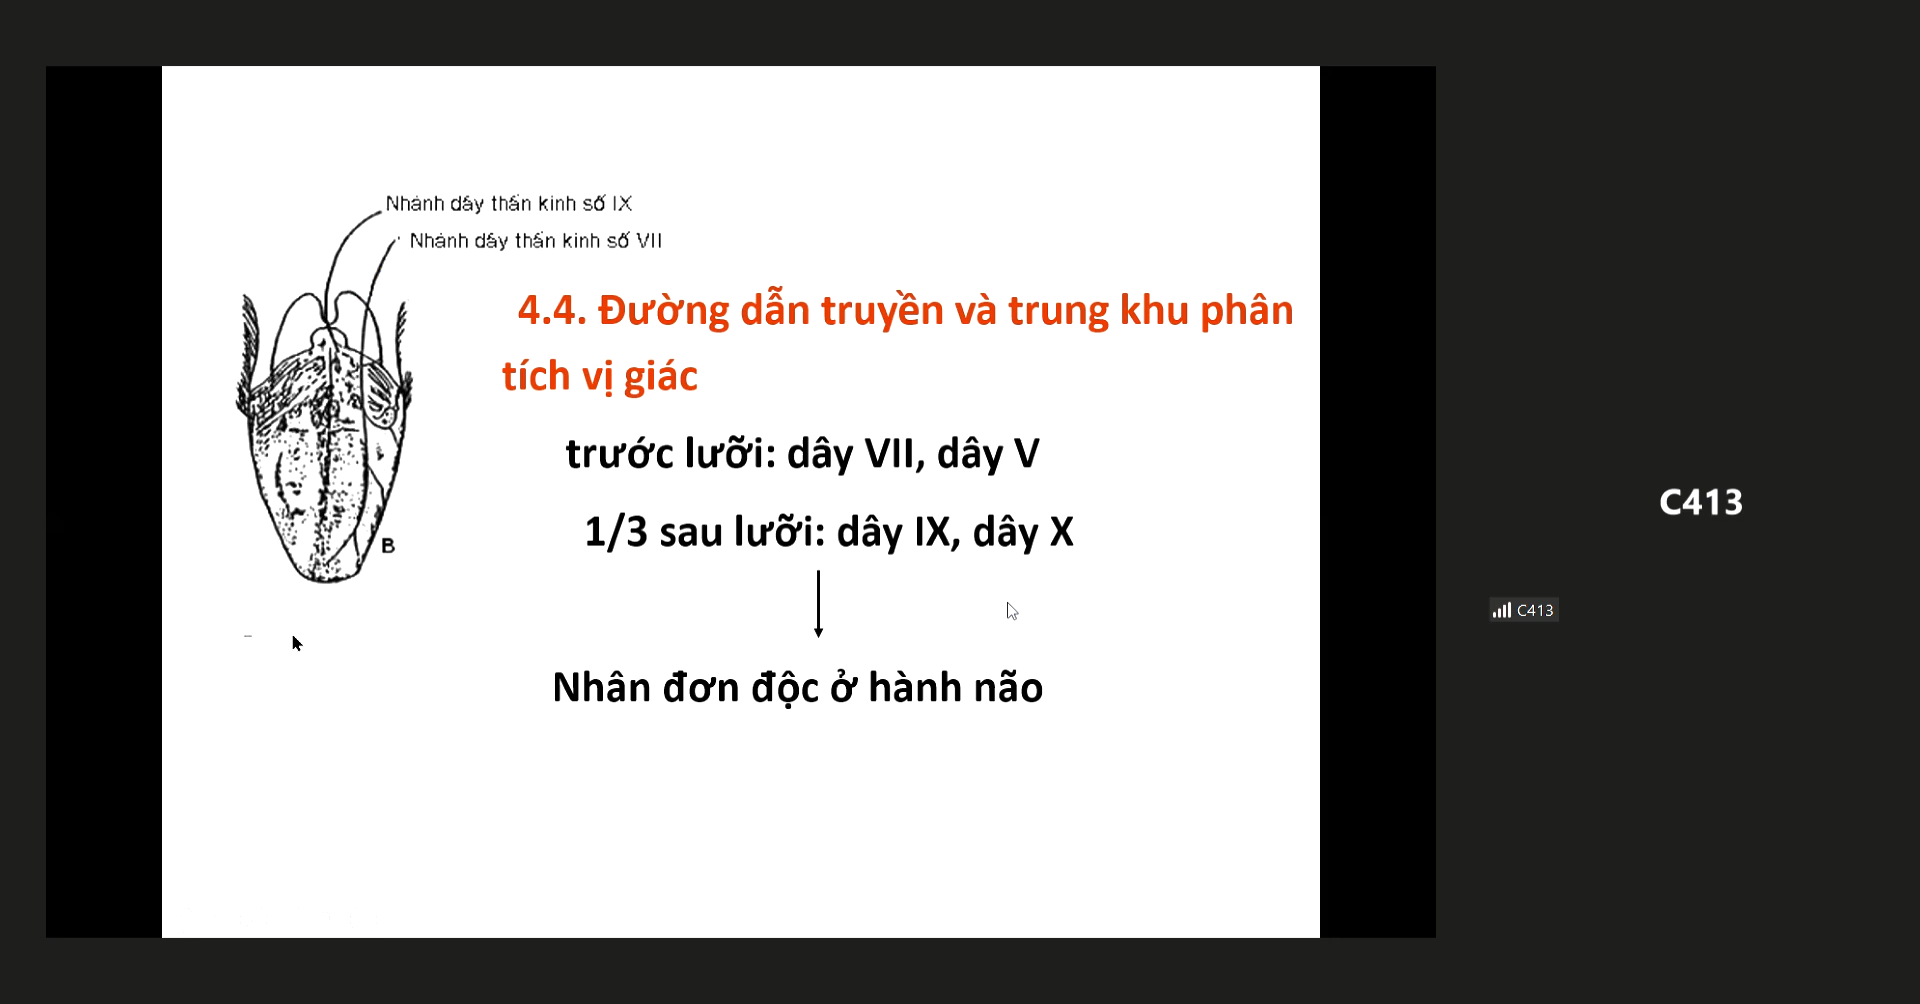 Nhánh dây thần kinh số IX
Nhánh dây thần kinh số VII
4.4. Đường dẫn truyền và trung khu phân
tích vị giác
trước lưỡi: dây VII, dây V
1/3 sau lưỡi: dây IX, dây X
B
Nhân đơn độc ở hành não
C413
C413